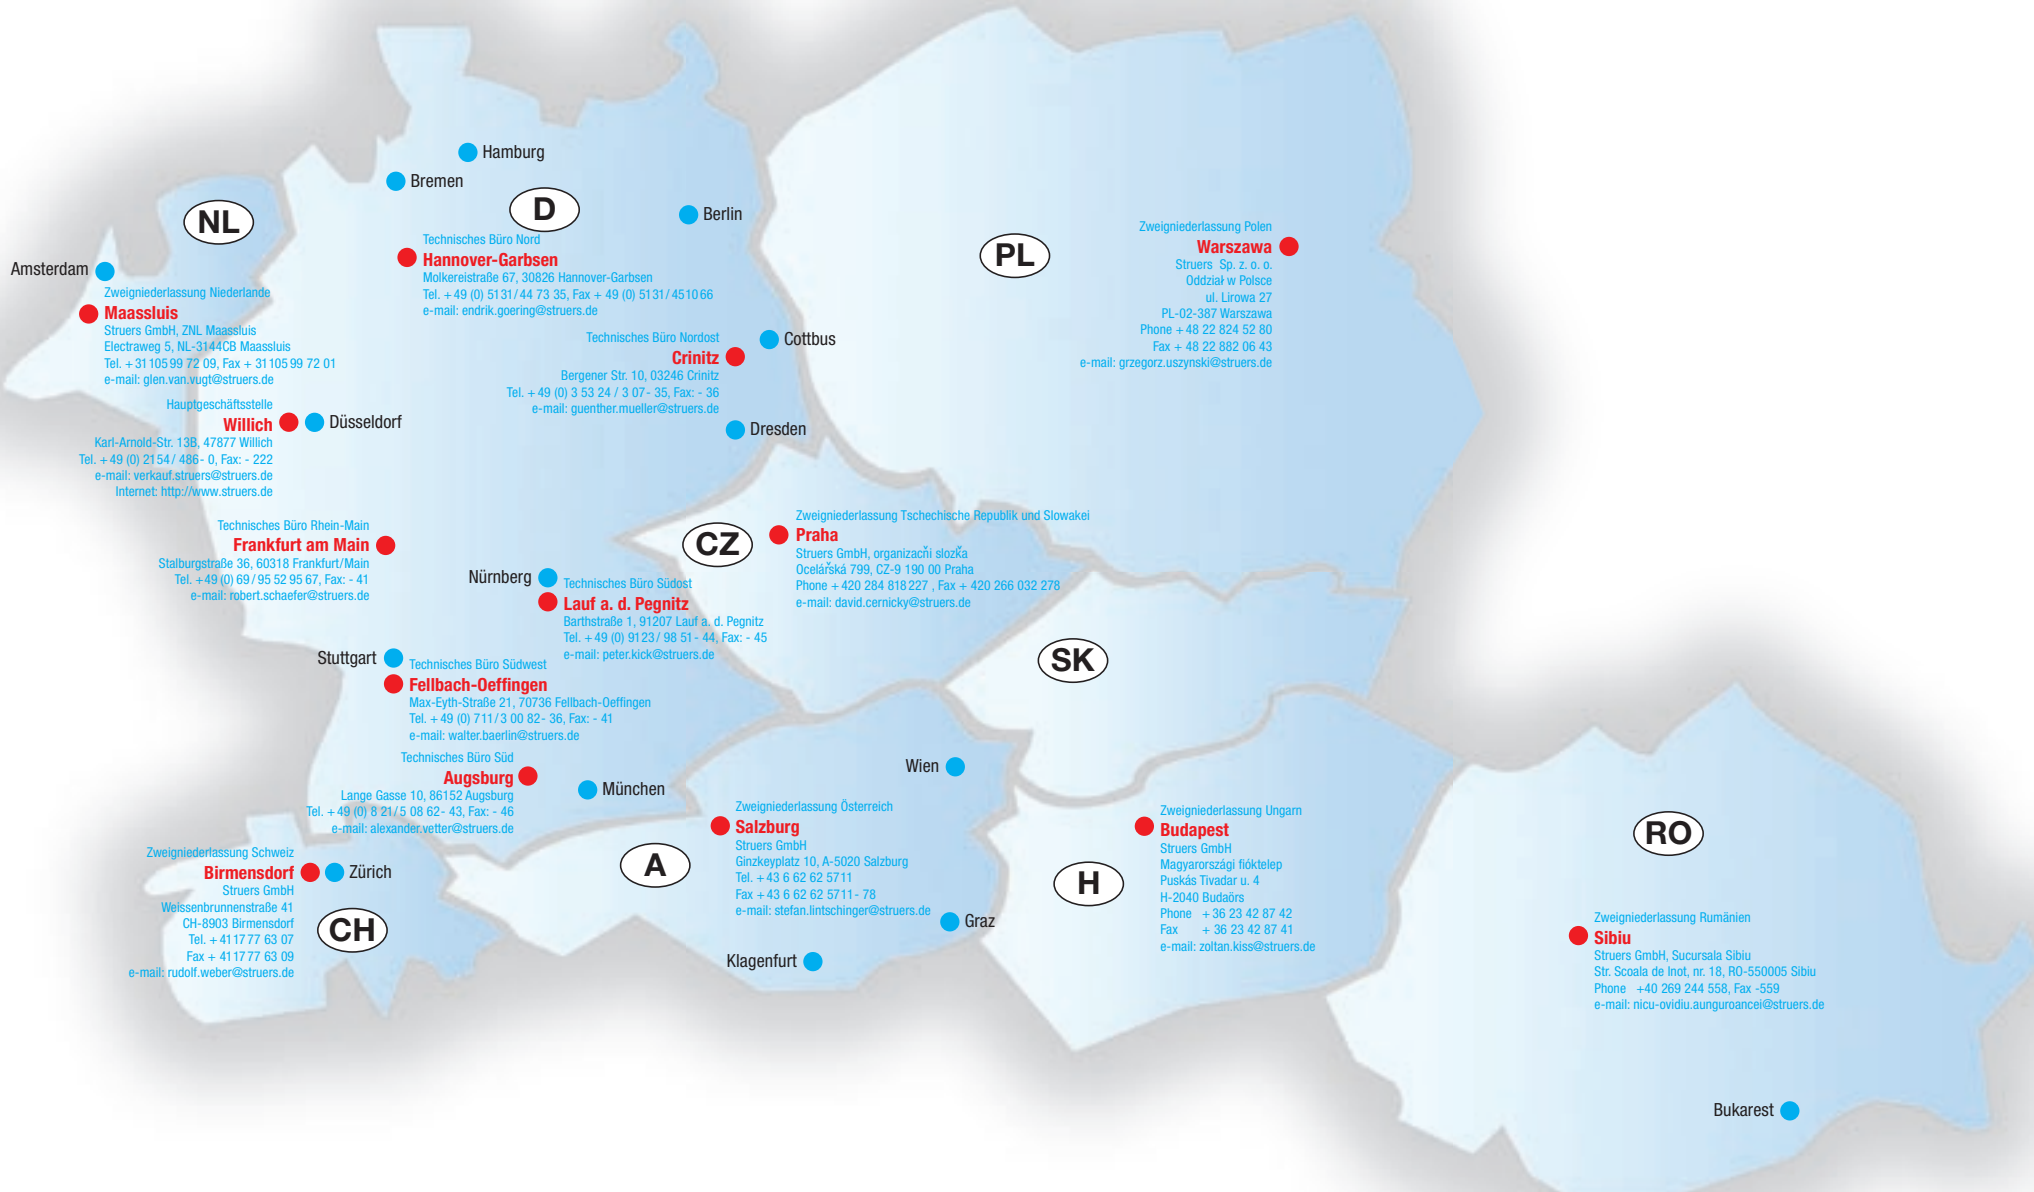 Hamburg
Bremen
D
Berlin
NL
Technisches Büro Nord
Hannover-Garbsen
Molkereistraße 67, 30826 Hannover-Garbsen
Tel. + 49 (0) 5131/ 44 73 35, Fax + 49 (0) 5131/ 4510 66
e-mail: endrik.goering@struers.de
Amsterdam
Zweigniederlassung Niederlande
Maassluis
Struers GmbH, ZNL Maassluis
Electraweg 5, NL-3144CB Maassluis
Tel. + 31 105 99 72 09, Fax + 31 105 99 72 01
e-mail: glen.van.vugt@struers.de
Technisches Büro Nordost
Crinitz
Bergener Str. 10, 03246 Crinitz
Tel. + 49 (0) 3 53 24 / 3 07- 35, Fax: - 36
e-mail: guenther.mueller@struers.de
Cottbus
Dresden
Hauptgeschäftsstelle
Willich
Karl-Arnold-Str. 13B, 47877 Willich
Tel. + 49 (0) 2154/ 486- 0, Fax: - 222
e-mail: verkauf.struers@struers.de
Internet: http://www.struers.de
Düsseldorf
PL
Zweigniederlassung Polen
Warszawa
Struers Sp. z. o. o.
Oddział w Polsce
ul. Lirowa 27
PL-02-387 Warszawa
Phone + 48 22 824 52 80
Fax + 48 22 882 06 43
e-mail: grzegorz.uszynski@struers.de
Technisches Büro Rhein-Main
Frankfurt am Main
Stalburgstraße 36, 60318 Frankfurt/Main
Tel. +49 (0) 69/ 95 52 95 67, Fax: - 41
e-mail: robert.schaefer@struers.de
CZ
Zweigniederlassung Tschechische Republik und Slowakei
Praha
Struers GmbH, organizacňi slozǨa
Ocelářská 799, CZ-9 190 00 Praha
Phone + 420 284 818 227 , Fax + 420 266 032 278
e-mail: david.cernicky@struers.de
Nürnberg
Technisches Büro Südost
Lauf a. d. Pegnitz
Barthstraße 1, 91207 Lauf a. d. Pegnitz
Tel. + 49 (0) 9123/ 98 51- 44, Fax: - 45
e-mail: peter.kick@struers.de
Stuttgart
Technisches Büro Südwest
Fellbach-Oeffingen
Max-Eyth-Straße 21, 70736 Fellbach-Oeffingen
Tel. + 49 (0) 711/ 3 00 82- 36, Fax: - 41
e-mail: walter.baerlin@struers.de
SK
Technisches Büro Süd
Augsburg
Lange Gasse 10, 86152 Augsburg
Tel. + 49 (0) 8 21/ 5 08 62- 43, Fax: - 46
e-mail: alexander.vetter@struers.de
München
Wien
Zweigniederlassung Österreich
Salzburg
Struers GmbH
Ginzkeyplatz 10, A-5020 Salzburg
Tel. + 43 6 62 62 5711
Fax + 43 6 62 62 5711- 78
e-mail: stefan.lintschinger@struers.de
A
Graz
Klagenfurt
Zweigniederlassung Schweiz
Birmensdorf
Struers GmbH
Weissenbrunnenstraße 41
CH-8903 Birmensdorf
Tel. + 41 17 77 63 07
Fax + 41 17 77 63 09
e-mail: rudolf.weber@struers.de
Zürich
CH
H
Zweigniederlassung Ungarn
Budapest
Struers GmbH
Magyarországi fióktelep
Puskás Tivadar u. 4
H-2040 Budaörs
Phone + 36 23 42 87 42
Fax + 36 23 42 87 41
e-mail: zoltan.kiss@struers.de
RO
Zweigniederlassung Rumänien
Sibiu
Struers GmbH, Sucursala Sibiu
Str. Scoala de Inot, nr. 18, RO-550005 Sibiu
Phone +40 269 244 558, Fax -559
e-mail: nicu-ovidiu.aunguroancei@struers.de
Bukarest